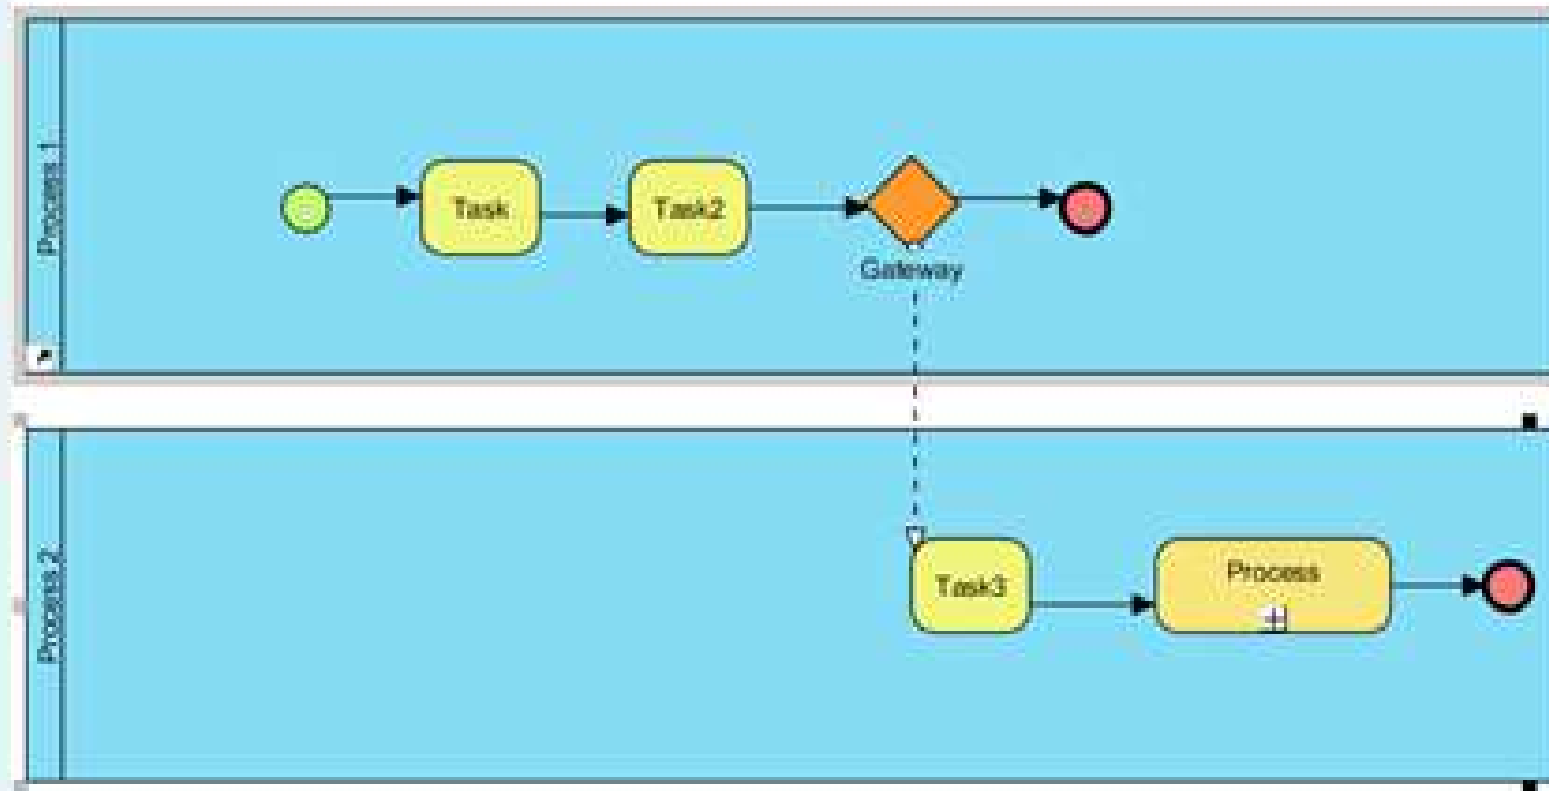 Process 1
Task
Task2
Gateway
Process 2
Task3
Process